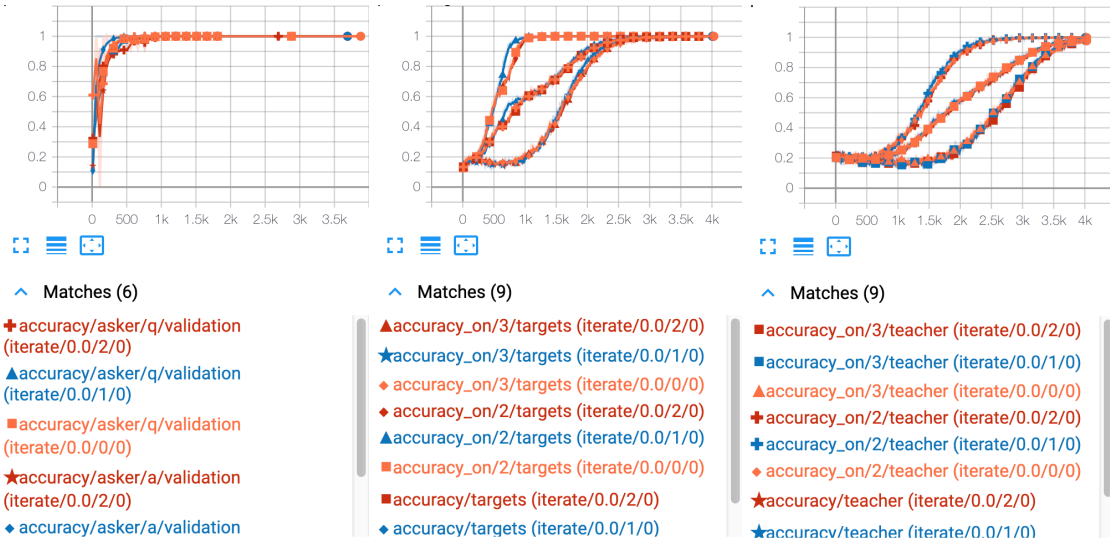 1
0.8
0.6
0.4
0.2
0
0 500 1k 1.5k 2k 2.5k 3k 3.5k
Matches (6)
accuracy/asker/q/validation
(iterate/0.0/2/0)
accuracy/asker/q/validation
(iterate/0.0/1/0)
accuracy/asker/q/validation
(iterate/0.0/0/0)
accuracy/asker/a/validation
(iterate/0.0/2/0)
accuracy/asker/a/validation
1
0.8
0.6
0.4
0.2
0
0 500 1k 1.5k 2k 2.5k 3k 3.5k 4k
Matches (9)
accuracy_on/3/targets (iterate/0.0/2/0)
accuracy_on/3/targets (iterate/0.0/1/0)
accuracy_on/3/targets (iterate/0.0/0/0)
accuracy_on/2/targets (iterate/0.0/2/0)
accuracy_on/2/targets (iterate/0.0/1/0)
accuracy_on/2/targets (iterate/0.0/0/0)
accuracy/targets (iterate/0.0/2/0)
accuracy/targets (iterate/0.0/1/0)
1
0.8
0.6
0.4
0.2
0
0 500 1k 1.5k 2k 2.5k 3k 3.5k 4k
Matches (9)
accuracy_on/3/teacher (iterate/0.0/2/0)
accuracy_on/3/teacher (iterate/0.0/1/0)
accuracy_on/3/teacher (iterate/0.0/0/0)
accuracy_on/2/teacher (iterate/0.0/2/0)
accuracy_on/2/teacher (iterate/0.0/1/0)
accuracy_on/2/teacher (iterate/0.0/0/0)
accuracy/teacher (iterate/0.0/2/0)
accuracy/teacher (iterate/0.0/1/0)